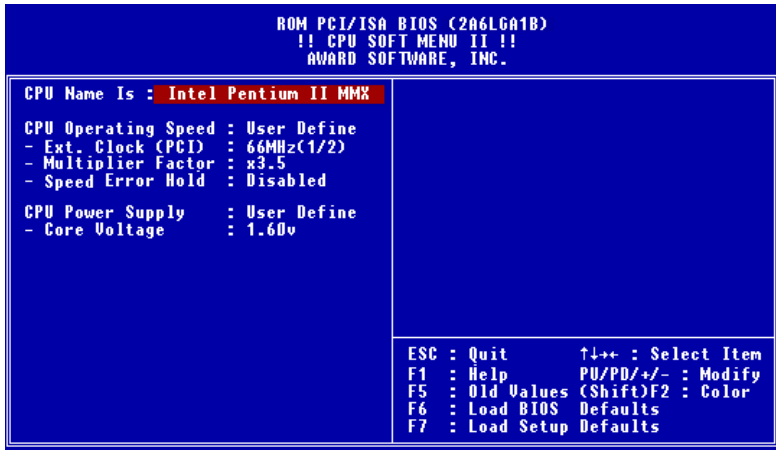 ROM PCI/ISA BIOS (2A6LGA1B)
!! CPU SOFT MENU II !!
AWARD SOFTWARE, INC.
CPU Name Is : Intel Pentium II MMX
CPU Operating Speed : User Define
- Ext. Clock (PCI) : 66MHz(1/2)
- Multiplier Factor : x3.5
- Speed Error Hold : Disabled
CPU Power Supply : User Define
- Core Voltage : 1.60v
ESC : Quit ↑↓→← : Select Item
F1 : Help PU/PD/+/- : Modify
F5 : Old Values (Shift)F2 : Color
F6 : Load BIOS Defaults
F7 : Load Setup Defaults